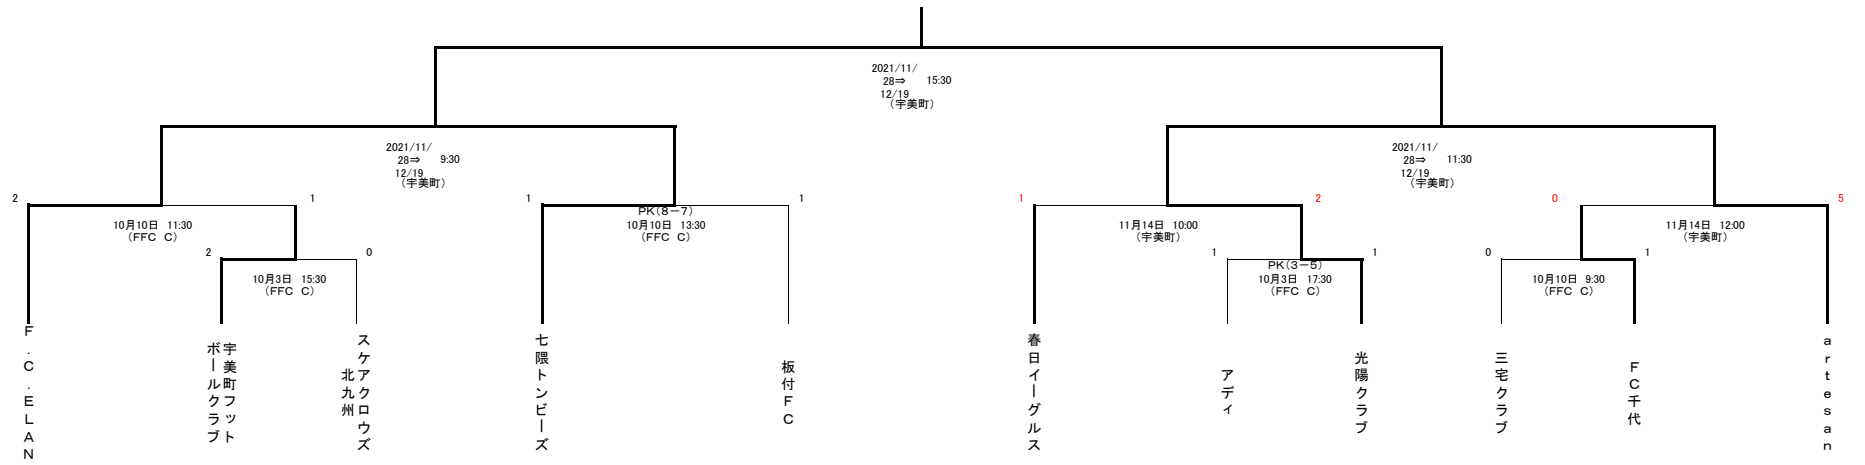 2021/11/
28⇒ 15:30
12/19
（宇美町）
2021/11/
28⇒ 9:30
12/19
（宇美町）
2021/11/
28⇒ 11:30
12/19
（宇美町）
2 1 1 1 1 2 0 5
PK（8－7）
10月10日 11:30
（FFC C）
10月10日 13:30
（FFC C）
11月14日 10:00
（宇美町）
11月14日 12:00
（宇美町）
2 0 1 1 0 1
PK（3－5）
10月3日 15:30
（FFC C）
10月3日 17:30
（FFC C）
10月10日 9:30
（FFC C）
F.C.ELAN
宇美町フット
ボールクラブ
スケアクロウズ
北九州
七隈トンビーズ
板付FC
春日イーグルス
アディ
光陽クラブ
三宅クラブ
FC千代
artesan